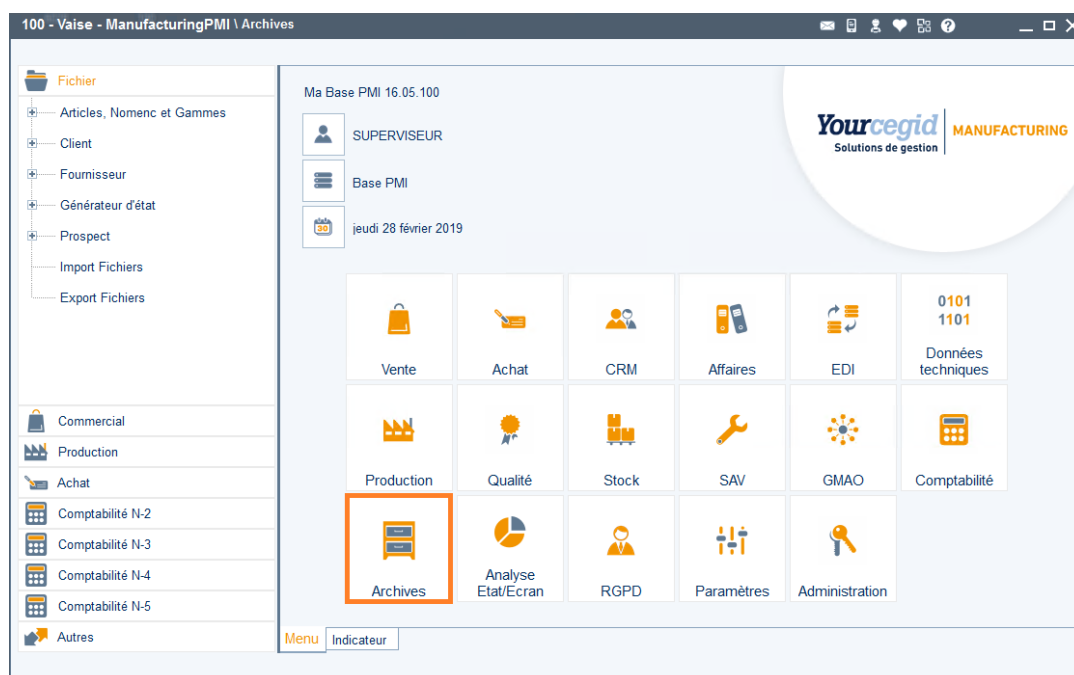 100 - Vaise - ManufacturingPMI \ Archives
Fichier
Articles, Nomenc et Gammes
Client
Fournisseur
Générateur d'état
Prospect
Import Fichiers
Export Fichiers
Commercial
Production
Achat
Comptabilité N-2
Comptabilité N-3
Comptabilité N-4
Comptabilité N-5
Autres
Ma Base PMI 16.05.100
SUPERVISEUR
Base PMI
30
jeudi 28 février 2019
Yourcegid
Solutions de gestion
MANUFACTURING
Vente
Achat
CRM
Affaires
EDI
0101
1101
Données
techniques
Production
Qualité
Stock
SAV
GMAO
Comptabilité
Archives
Analyse
Etat/Ecran
RGPD
Paramètres
Administration
Menu
Indicateur